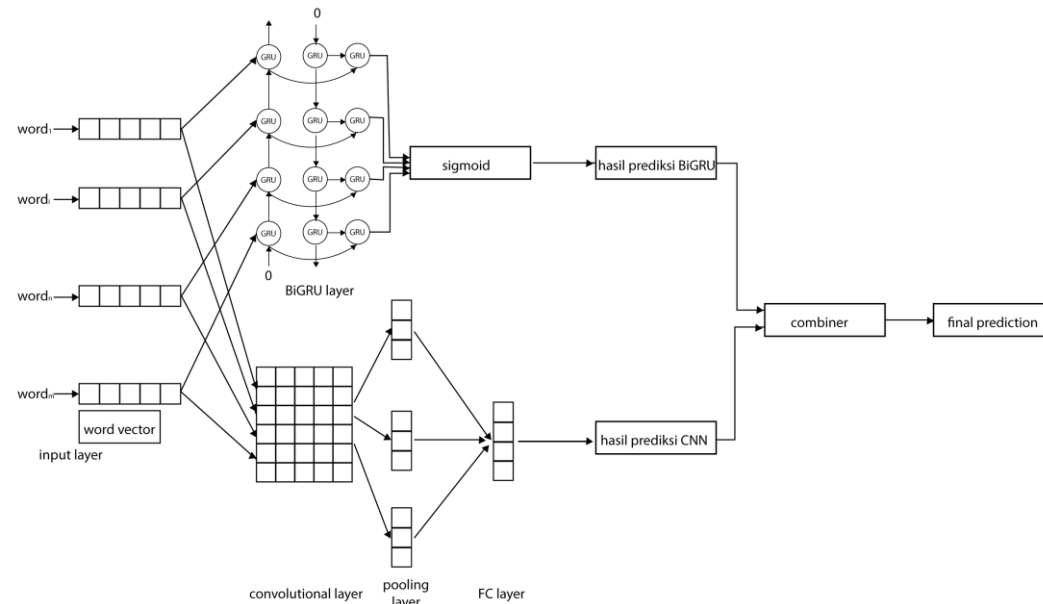 0
GRU GRU GRU
word₁
GRU GRU GRU
sigmoid
hasil prediksi BiGRU
wordᵢ
GRU GRU GRU
GRU GRU GRU
0
BiGRU layer
wordₙ
combiner
final prediction
wordₘ
word vector
input layer
hasil prediksi CNN
convolutional layer
pooling
layer
FC layer